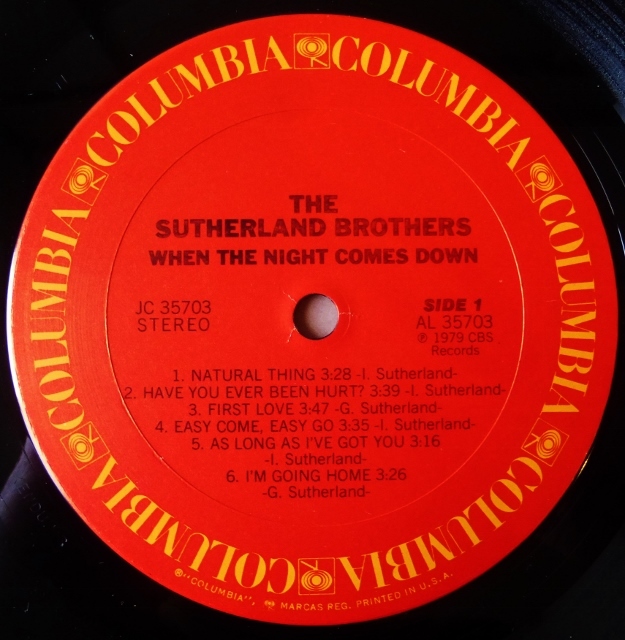 COLUMBIA COLUMBIA COLUMBIA COLUMBIA COLUMBIA COLUMBIA
THE
SUTHERLAND BROTHERS
WHEN THE NIGHT COMES DOWN
JC 35703
STEREO
SIDE 1
AL 35703
℗ 1979 CBS
Records
1. NATURAL THING 3:28 -I. Sutherland-
2. HAVE YOU EVER BEEN HURT? 3:39 -I. Sutherland-
3. FIRST LOVE 3:47 -G. Sutherland-
4. EASY COME, EASY GO 3:35 -I. Sutherland-
5. AS LONG AS I'VE GOT YOU 3:16
-I. Sutherland-
6. I'M GOING HOME 3:26
-G. Sutherland-
®"COLUMBIA", MARCAS REG. PRINTED IN U.S.A.